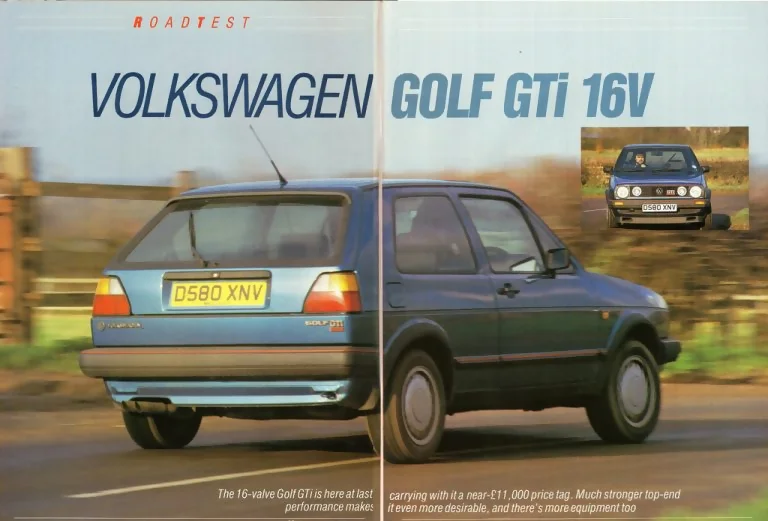 ROADTEST
VOLKSWAGEN GOLF GTi 16V
D580 XNV
D580 XNV
GOLF GTI
The 16-valve Golf GTi is here at last carrying with it a near-£11,000 price tag. Much stronger top-end
performance makes it even more desirable, and there's more equipment too